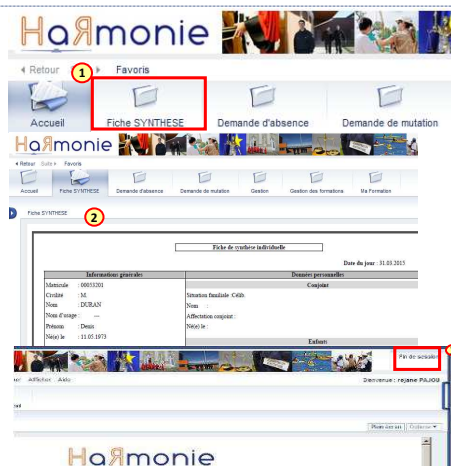 HaЯmonie
Retour
1
Favoris
Accueil
Fiche SYNTHESE
Demande d'absence
Demande de mutation
HaЯmonie
Retour Suite Favoris
Accueil
Fiche SYNTHESE
Demande d'absence
Demande de mutation
Gestion
Gestion des formations
Ma Formation
Fiche SYNTHESE
2
Fiche de synthèse individuelle
Date du jour : 31.03.2015
Informations générales
Données personnelles
Matricule : 00053201
Conjoint
Civilité : M.
Situation familiale :Célib.
Nom : DURAN
Nom :
Nom d'usage : ---
Affectation conjoint :
Prénom : Denis
Né(e) le :
Né(e) le : 11.05.1973
Enfants
Fin de session
Afficher Aide
Bienvenue : rejane PAJOU
Plein écran
HaЯmonie